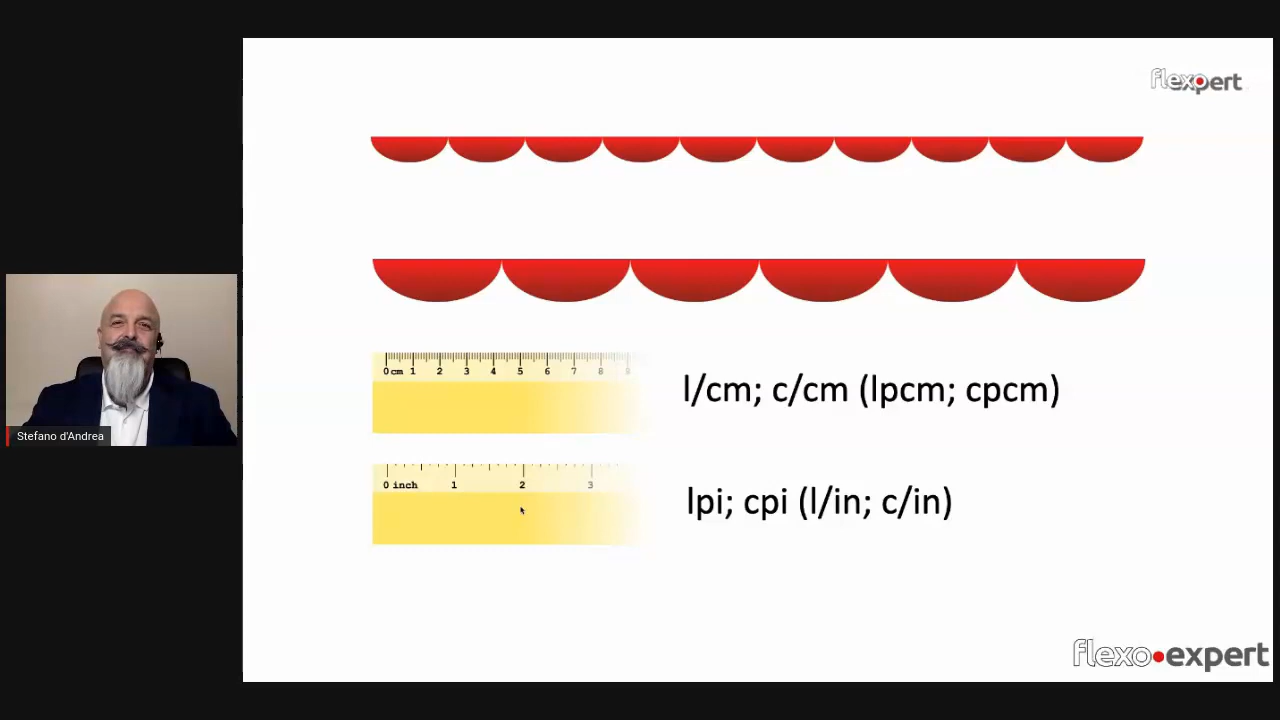 flexpert
0 cm 1 2 3 4 5 6 7 8 9
l/cm; c/cm (lpcm; cpcm)
0 inch 1 2 3
lpi; cpi (l/in; c/in)
Stefano d'Andrea
flexo•expert